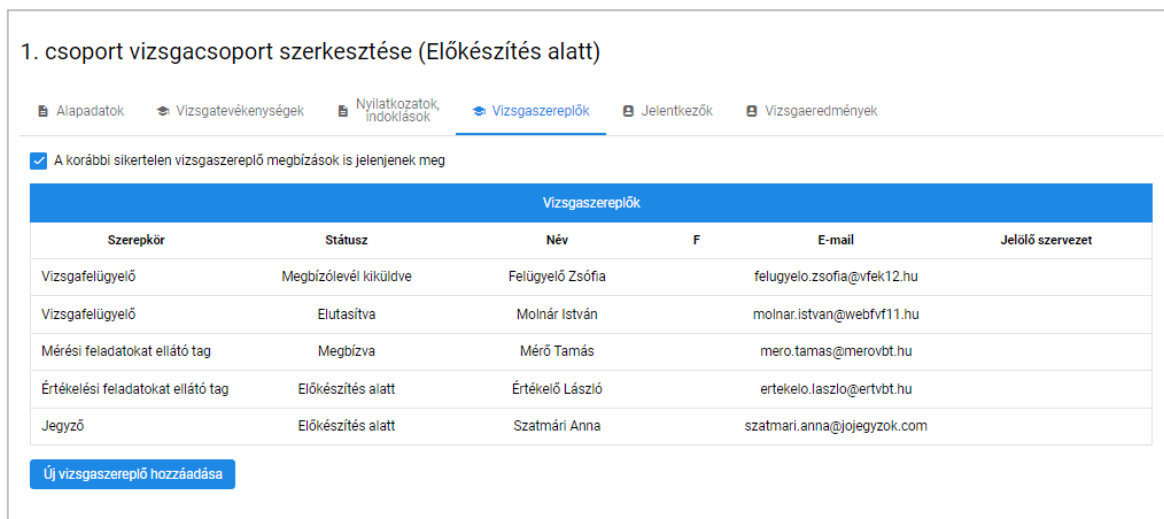 1. csoport vizsgacsoport szerkesztése (Előkészítés alatt)
Alapadatok Vizsgatevékenységek Nyilatkozatok, indoklások Vizsgaszereplők Jelentkezők Vizsgaeredmények
A korábbi sikertelen vizsgaszereplő megbízások is jelenjenek meg
Vizsgaszereplők
Szerepkör Státusz Név F E-mail Jelölő szervezet
Vizsgafelügyelő Megbízólevél kiküldve Felügyelő Zsófia felugyelo.zsofia@vfek12.hu
Vizsgafelügyelő Elutasítva Molnár István molnar.istvan@webfvf11.hu
Mérési feladatokat ellátó tag Megbízva Mérő Tamás mero.tamas@merovbt.hu
Értékelési feladatokat ellátó tag Előkészítés alatt Értékelő László ertekelo.laszlo@ertvbt.hu
Jegyző Előkészítés alatt Szatmári Anna szatmari.anna@jojegyzok.com
Új vizsgaszereplő hozzáadása